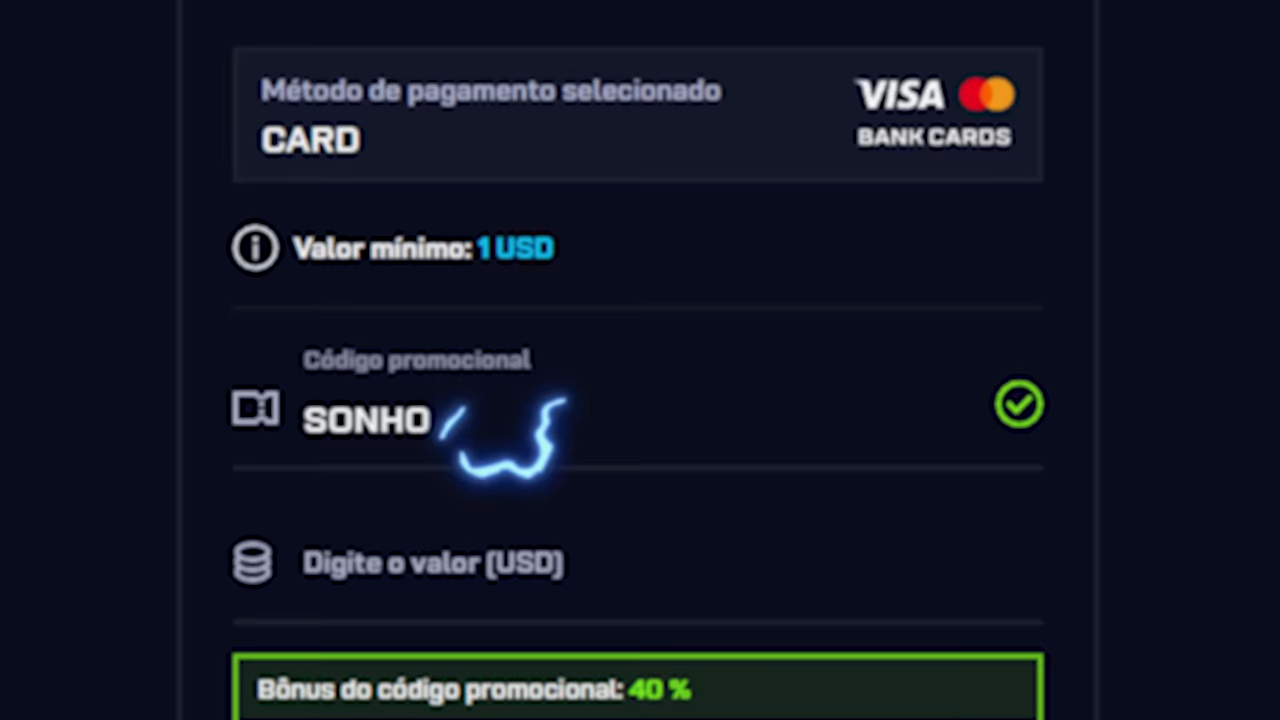 Método de pagamento selecionado
CARD
VISA
BANK CARDS
Valor mínimo: 1 USD
Código promocional
SONHO
Digite o valor (USD)
Bônus do código promocional: 40 %